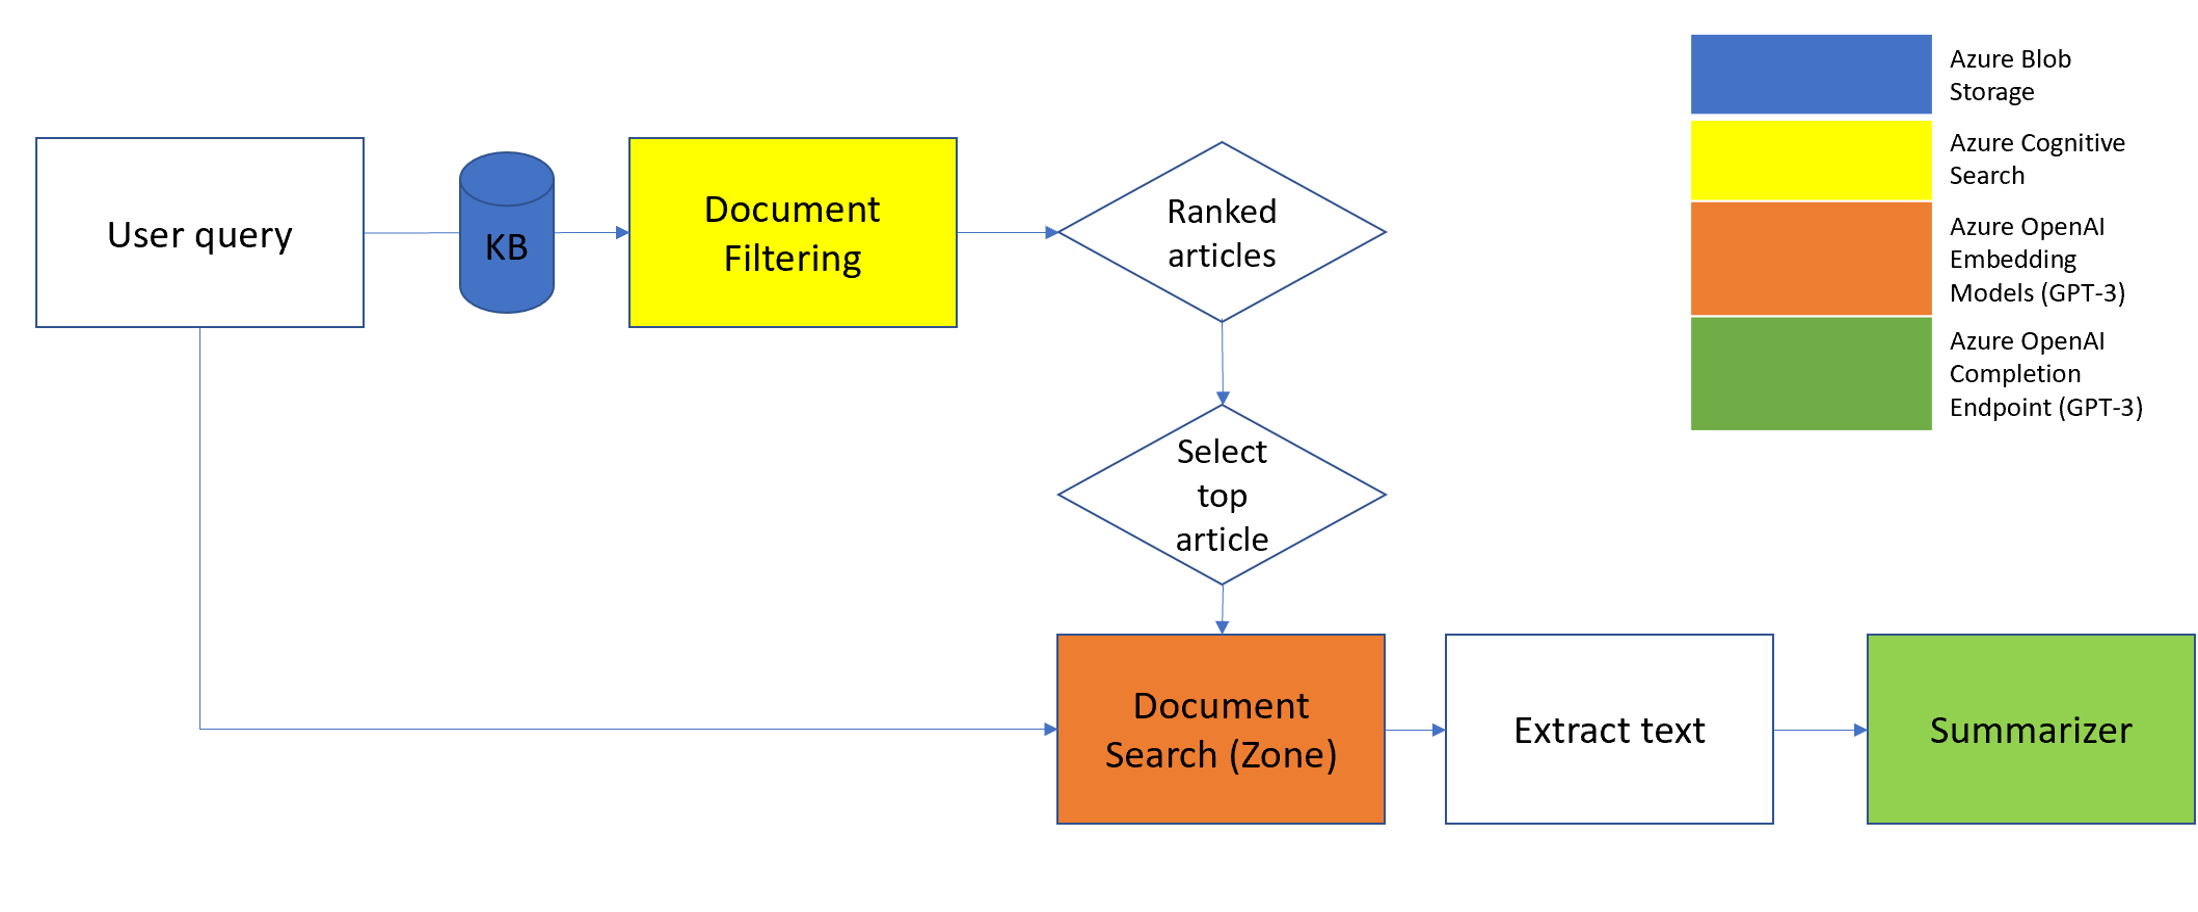 User query
KB
Document
Filtering
Ranked
articles
Select
top
article
Document
Search (Zone)
Extract text
Summarizer
Azure Blob
Storage
Azure Cognitive
Search
Azure OpenAI
Embedding
Models (GPT-3)
Azure OpenAI
Completion
Endpoint (GPT-3)